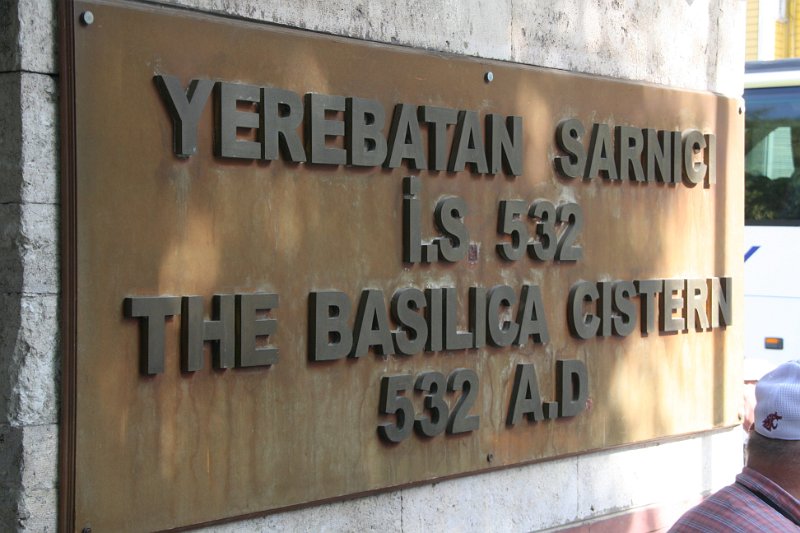 YEREBATAN SARNICI
İ.S. 532
THE BASILICA CISTERN
532 A.D